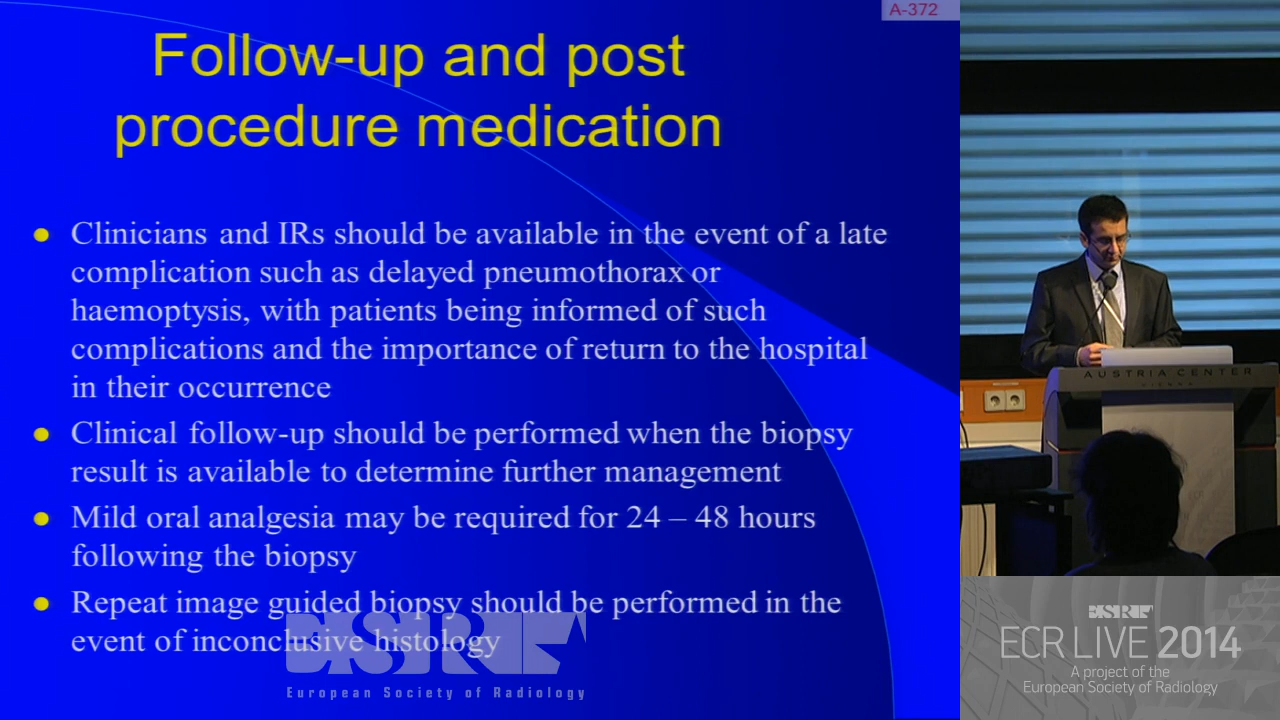 A-372
Follow-up and post
procedure medication
Clinicians and IRs should be available in the event of a late
complication such as delayed pneumothorax or
haemoptysis, with patients being informed of such
complications and the importance of return to the hospital
in their occurrence
Clinical follow-up should be performed when the biopsy
result is available to determine further management
Mild oral analgesia may be required for 24 – 48 hours
following the biopsy
Repeat image guided biopsy should be performed in the
event of inconclusive histology
European Society of Radiology
AUSTRIA CENTER
VIENNA
ECR LIVE 2014
A project of the
European Society of Radiology